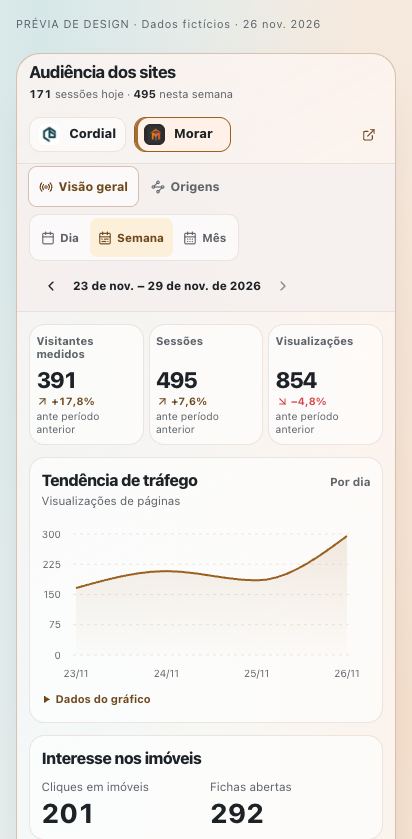 PRÉVIA DE DESIGN · Dados fictícios · 26 nov. 2026
Audiência dos sites
171 sessões hoje · 495 nesta semana
Cordial
Morar
Visão geral
Origens
Dia
Semana
Mês
23 de nov. – 29 de nov. de 2026
Visitantes
medidos
391
+17,8%
ante período
anterior
Sessões
495
+7,6%
ante período
anterior
Visualizações
854
−4,8%
ante período
anterior
Tendência de tráfego
Por dia
Visualizações de páginas
300
225
150
75
0
23/11
24/11
25/11
26/11
Dados do gráfico
Interesse nos imóveis
Cliques em imóveis
Fichas abertas
201
292